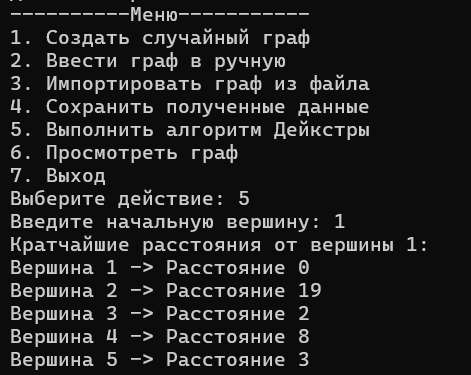 ----------Меню-----------
1. Создать случайный граф
2. Ввести граф в ручную
3. Импортировать граф из файла
4. Сохранить полученные данные
5. Выполнить алгоритм Дейкстры
6. Просмотреть граф
7. Выход
Выберите действие: 5
Введите начальную вершину: 1
Кратчайшие расстояния от вершины 1:
Вершина 1 -> Расстояние 0
Вершина 2 -> Расстояние 19
Вершина 3 -> Расстояние 2
Вершина 4 -> Расстояние 8
Вершина 5 -> Расстояние 3